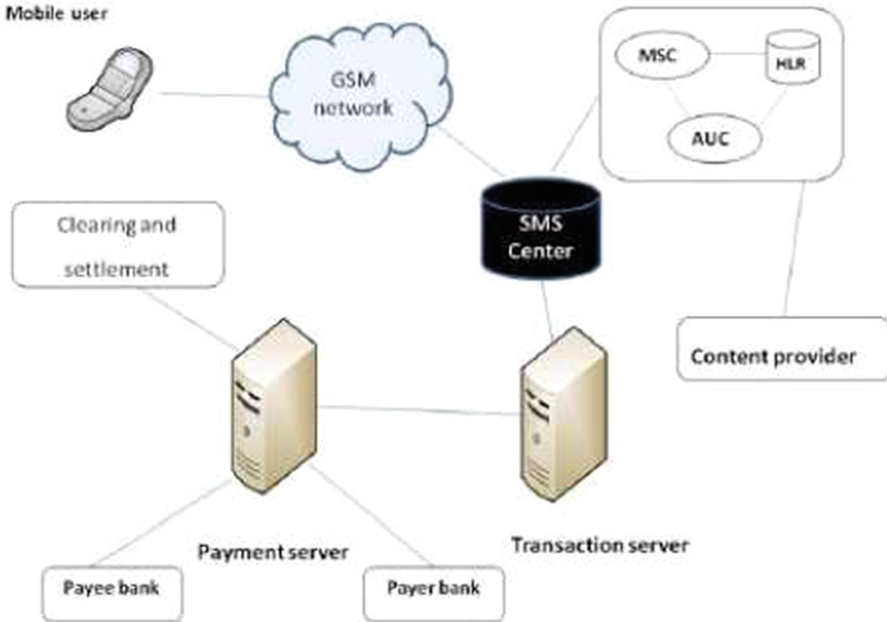 Mobile user
GSM
network
MSC
HLR
AUC
SMS
Center
Clearing and
settlement
Content provider
Payment server
Transaction server
Payee bank
Payer bank